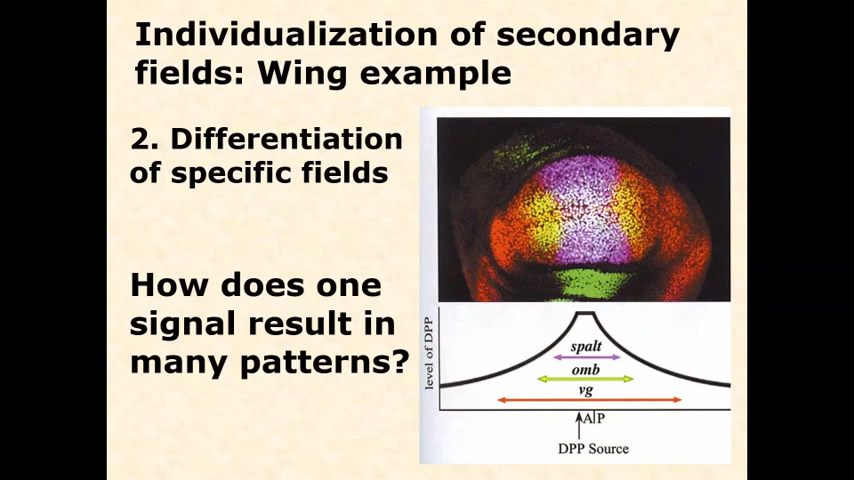 Individualization of secondary
fields: Wing example
2. Differentiation
of specific fields
How does one
signal result in
many patterns?
level of DPP
spalt
omb
vg
A|P
DPP Source